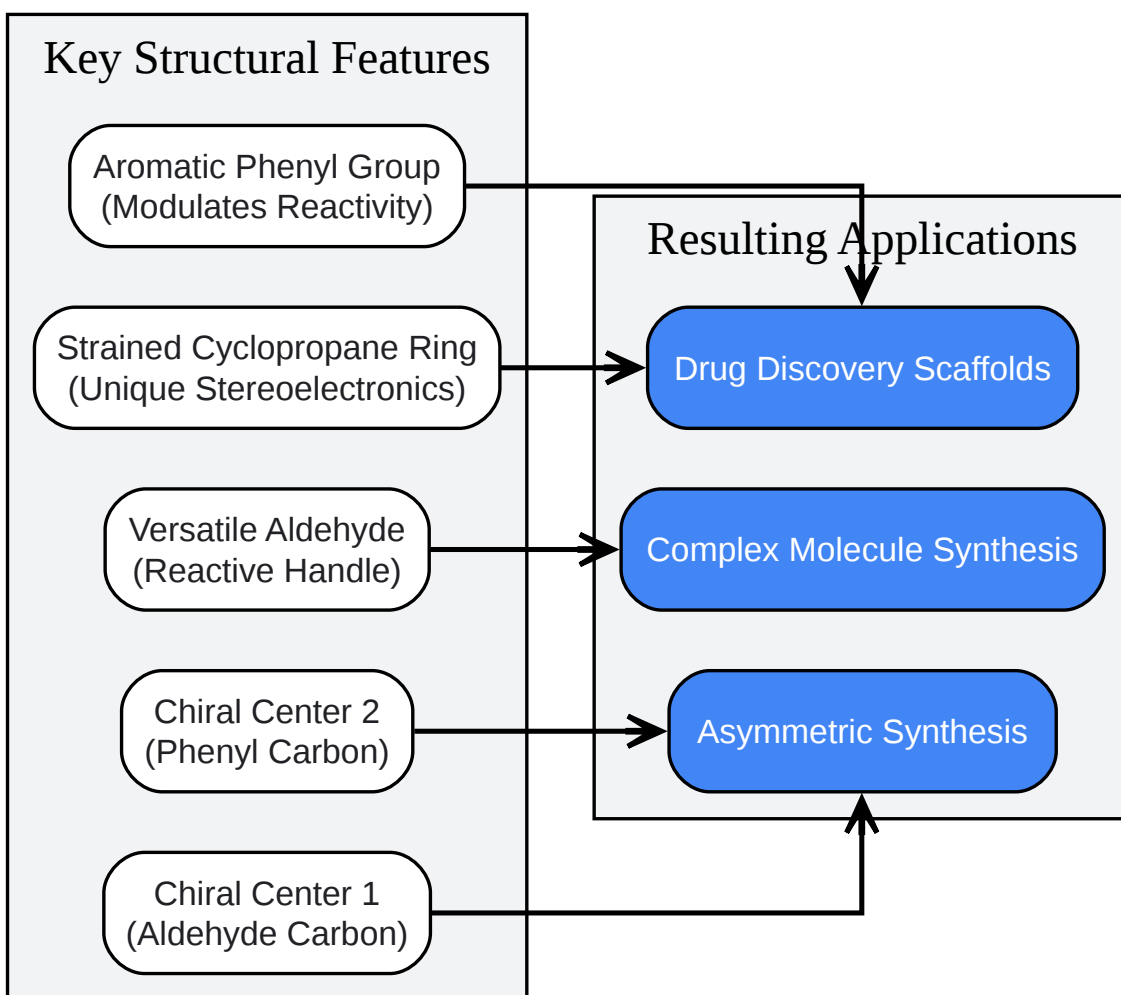 Key Structural Features
Aromatic Phenyl Group
(Modulates Reactivity)
Strained Cyclopropane Ring
(Unique Stereoelectronics)
Versatile Aldehyde
(Reactive Handle)
Chiral Center 2
(Phenyl Carbon)
Chiral Center 1
(Aldehyde Carbon)
Resulting Applications
Drug Discovery Scaffolds
Complex Molecule Synthesis
Asymmetric Synthesis